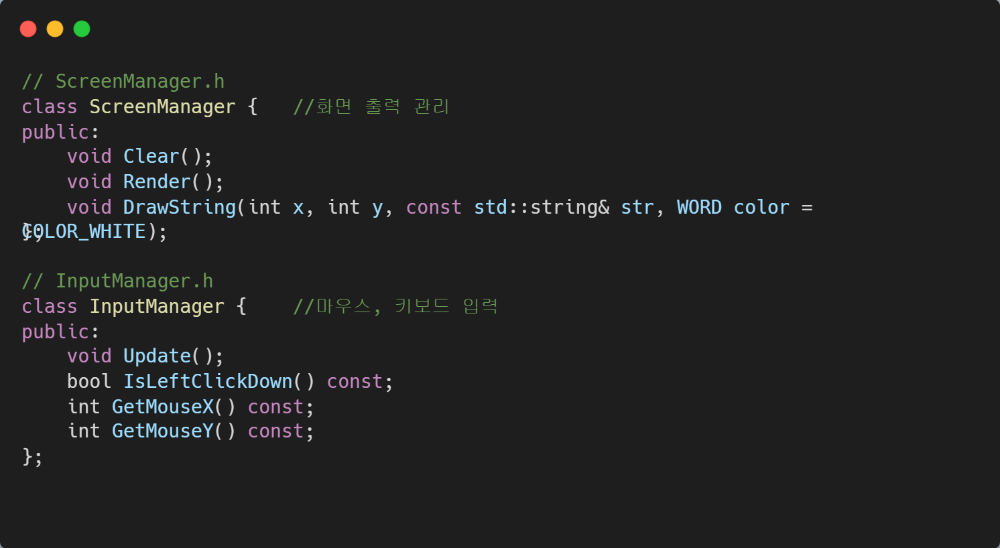 // ScreenManager.h
class ScreenManager {   //화면 출력 관리
public:
    void Clear();
    void Render();
    void DrawString(int x, int y, const std::string& str, WORD color =
COLOR_WHITE);
};
// InputManager.h
class InputManager {    //마우스, 키보드 입력
public:
    void Update();
    bool IsLeftClickDown() const;
    int GetMouseX() const;
    int GetMouseY() const;
};